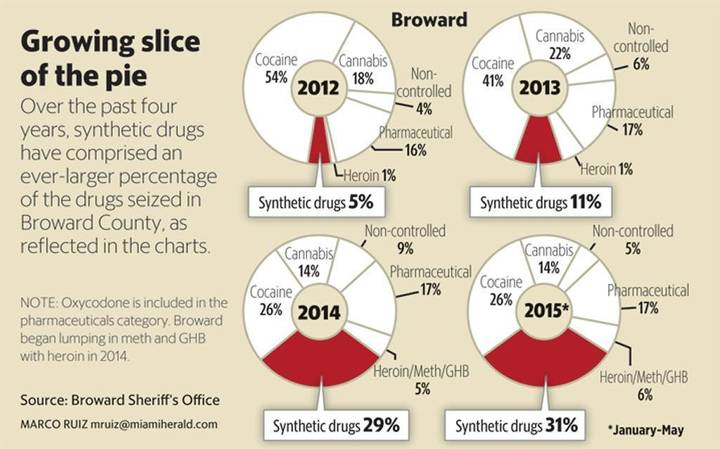 Growing slice
of the pie
Over the past four
years, synthetic drugs
have comprised an
ever-larger percentage
of the drugs seized in
Broward County, as
reflected in the charts.
NOTE: Oxycodone is included in the
pharmaceuticals category. Broward
began lumping in meth and GHB
with heroin in 2014.
Source: Broward Sheriff's Office
MARCO RUIZ mruiz@miamiherald.com
Broward
2012
Cocaine
54%
Cannabis
18%
Non-
controlled
4%
Pharmaceutical
16%
Heroin 1%
Synthetic drugs 5%
2013
Cocaine
41%
Cannabis
22%
Non-
controlled
6%
Pharmaceutical
17%
Heroin 1%
Synthetic drugs 11%
2014
Cocaine
26%
Cannabis
14%
Non-controlled
9%
Pharmaceutical
17%
Heroin/Meth/GHB
5%
Synthetic drugs 29%
2015*
Cocaine
26%
Cannabis
14%
Non-controlled
5%
Pharmaceutical
17%
Heroin/Meth/GHB
6%
Synthetic drugs 31%
*January-May